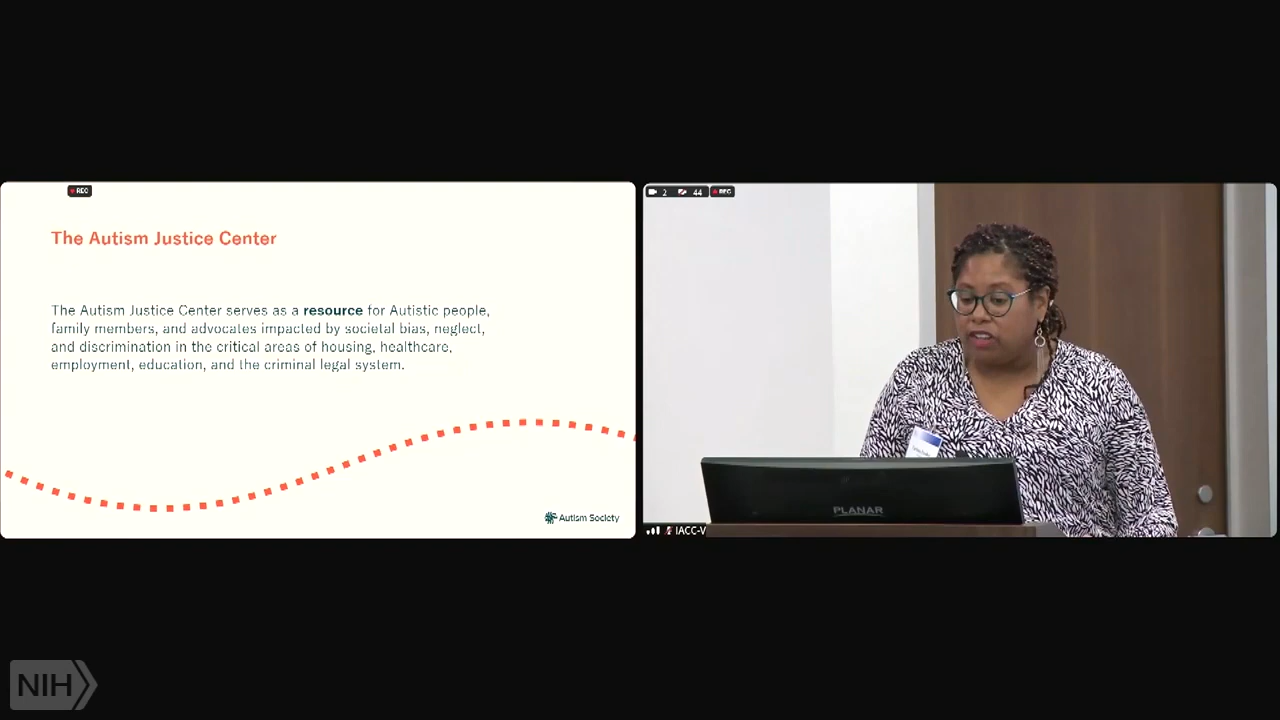 REC
The Autism Justice Center
The Autism Justice Center serves as a resource for Autistic people,
family members, and advocates impacted by societal bias, neglect,
and discrimination in the critical areas of housing, healthcare,
employment, education, and the criminal legal system.
Autism Society
2 44 REC
PLANAR
IACC-V
NIH